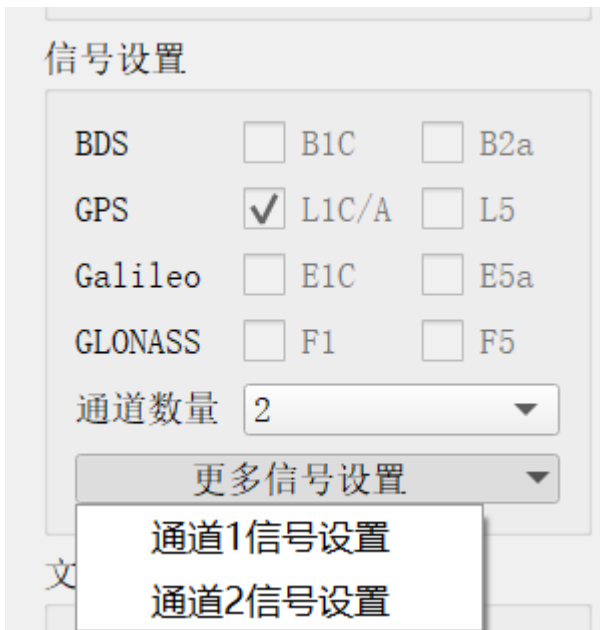 信号设置
BDS B1C B2a
GPS L1C/A L5
Galileo E1C E5a
GLONASS F1 F5
通道数量 2
更多信号设置
通道1信号设置
文
通道2信号设置